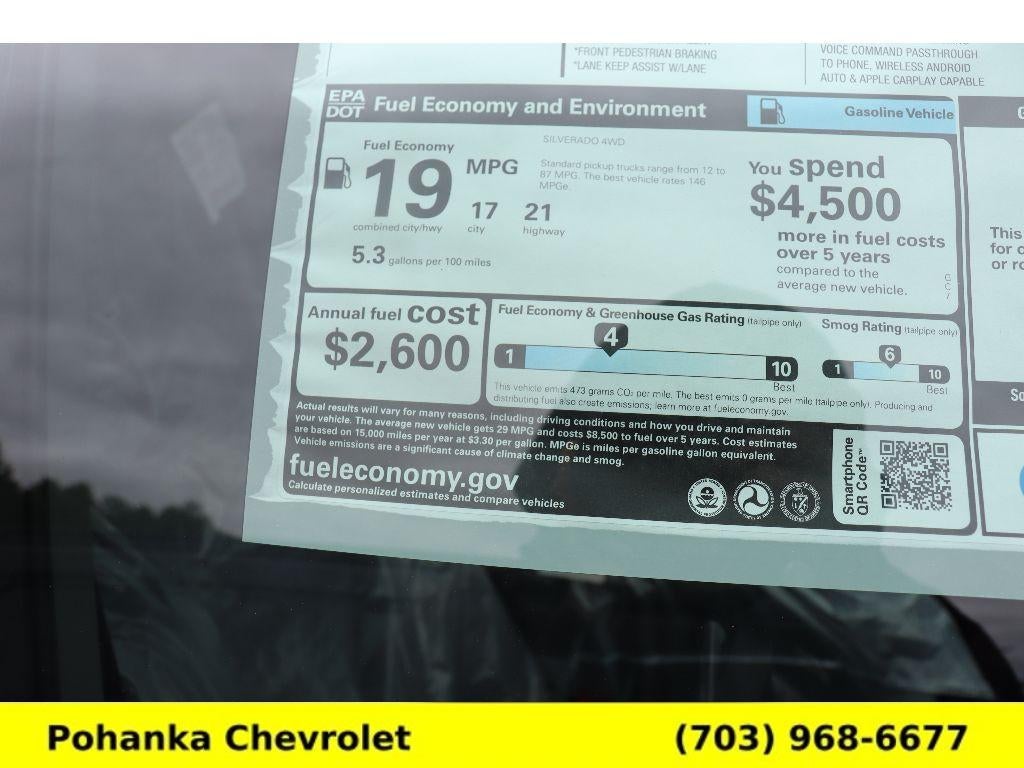 *FRONT PEDESTRIAN BRAKING
*LANE KEEP ASSIST W/LANE
VOICE COMMAND PASSTHROUGH
TO PHONE, WIRELESS ANDROID
AUTO & APPLE CARPLAY CAPABLE
EPA
DOT
Fuel Economy and Environment
Gasoline Vehicle
Fuel Economy
19 MPG
combined city/hwy
17
city
21
highway
5.3 gallons per 100 miles
SILVERADO 4WD
Standard pickup trucks range from 12 to
87 MPG. The best vehicle rates 146
MPGe.
You spend
$4,500
more in fuel costs
over 5 years
compared to the
average new vehicle.
This
for c
or ro
Annual fuel cost
$2,600
Fuel Economy & Greenhouse Gas Rating (tailpipe only)
4
1
10
Best
Smog Rating (tailpipe only)
6
1
10
Best
This vehicle emits 473 grams CO₂ per mile. The best emits 0 grams per mile (tailpipe only). Producing and
distributing fuel also create emissions; learn more at fueleconomy.gov.
Actual results will vary for many reasons, including driving conditions and how you drive and maintain
your vehicle. The average new vehicle gets 29 MPG and costs $8,500 to fuel over 5 years. Cost estimates
are based on 15,000 miles per year at $3.30 per gallon. MPGe is miles per gasoline gallon equivalent.
Vehicle emissions are a significant cause of climate change and smog.
fueleconomy.gov
Calculate personalized estimates and compare vehicles
Smartphone
QR Code™
So
Pohanka Chevrolet
(703) 968-6677